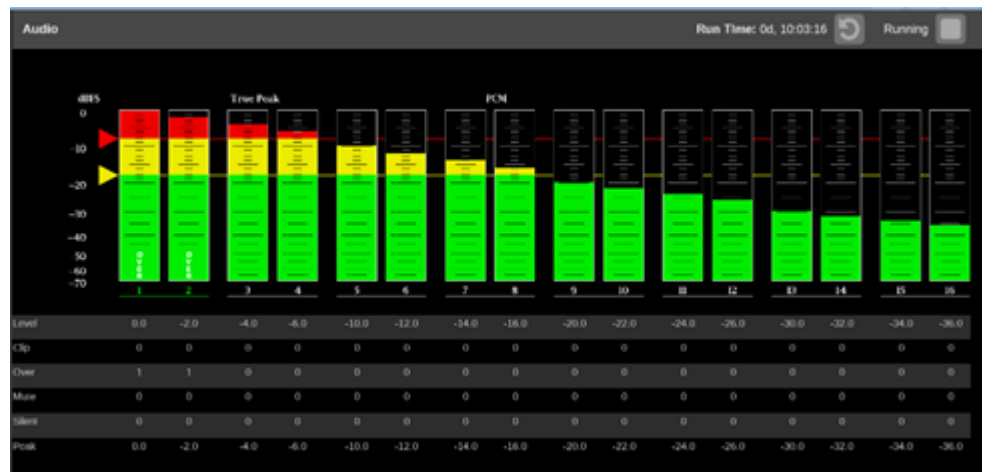 Audio Run Time: 0d, 10:03:16 Running
dBFS True Peak PCM
0
-10
-20
-30
-40
50
-60
-70
OVER OVER
1 2 3 4 5 6 7 8 9 10 11 12 13 14 15 16
Level 0.0 -2.0 -4.0 -6.0 -10.0 -12.0 -14.0 -16.0 -20.0 -22.0 -24.0 -26.0 -30.0 -32.0 -34.0 -36.0
Clip 0 0 0 0 0 0 0 0 0 0 0 0 0 0 0 0
Over 1 1 0 0 0 0 0 0 0 0 0 0 0 0 0 0
Mute 0 0 0 0 0 0 0 0 0 0 0 0 0 0 0 0
Silent 0 0 0 0 0 0 0 0 0 0 0 0 0 0 0 0
Peak 0.0 -2.0 -4.0 -6.0 -10.0 -12.0 -14.0 -16.0 -20.0 -22.0 -24.0 -26.0 -30.0 -32.0 -34.0 -36.0